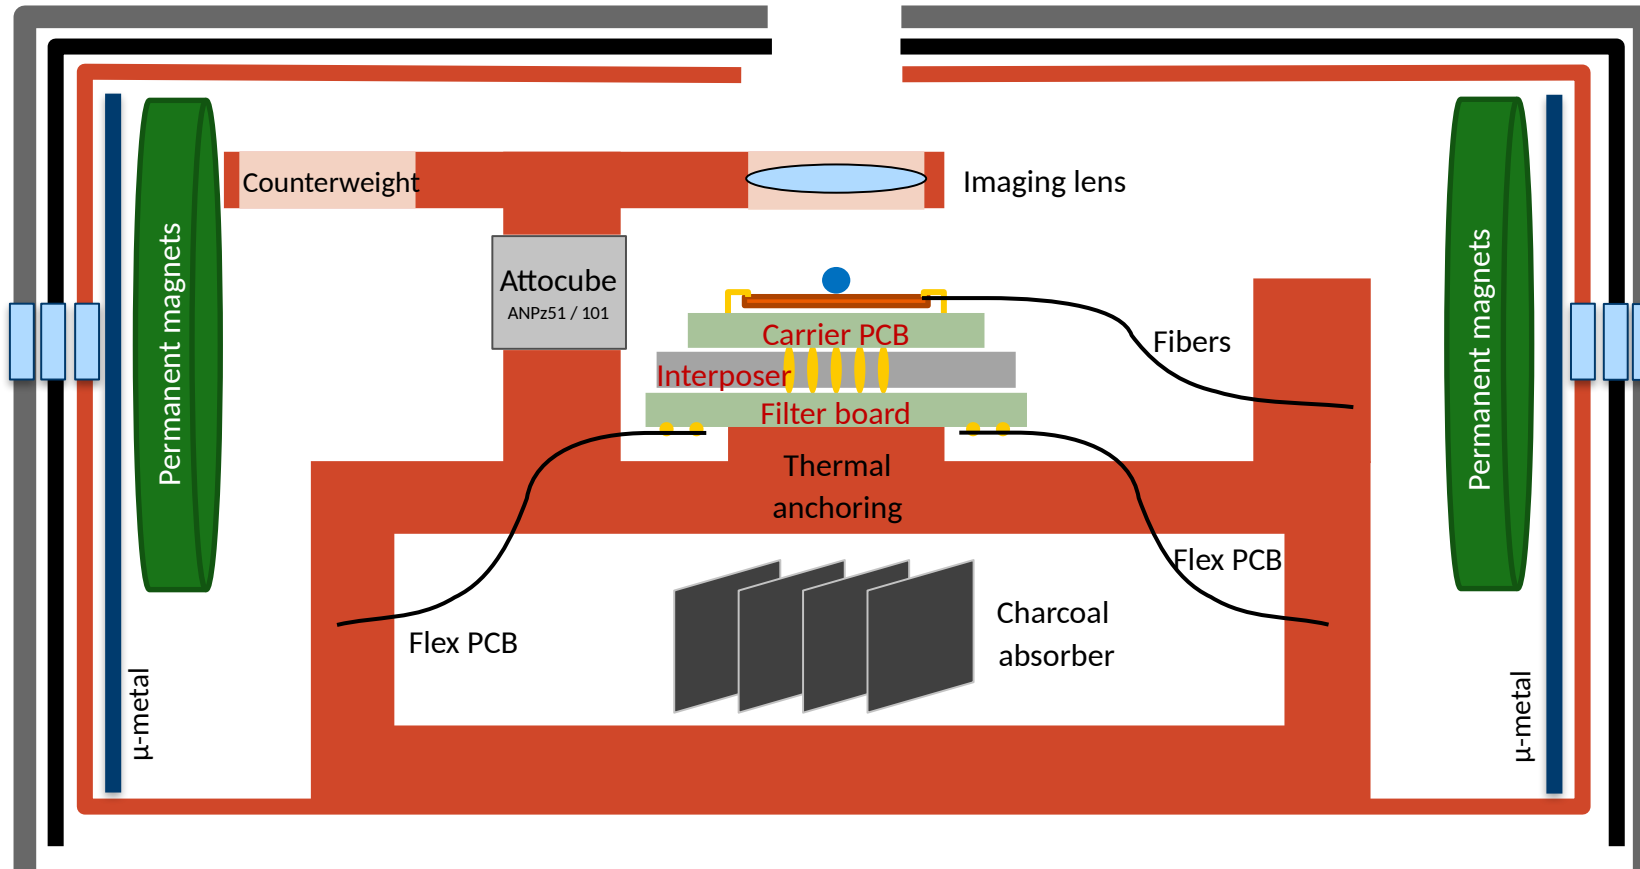 Counterweight
Imaging lens
Attocube
ANPz51 / 101
Permanent magnets
Permanent magnets
Carrier PCB
Fibers
Interposer
Filter board
Thermal
anchoring
Flex PCB
Charcoal
absorber
Flex PCB
μ-metal
μ-metal